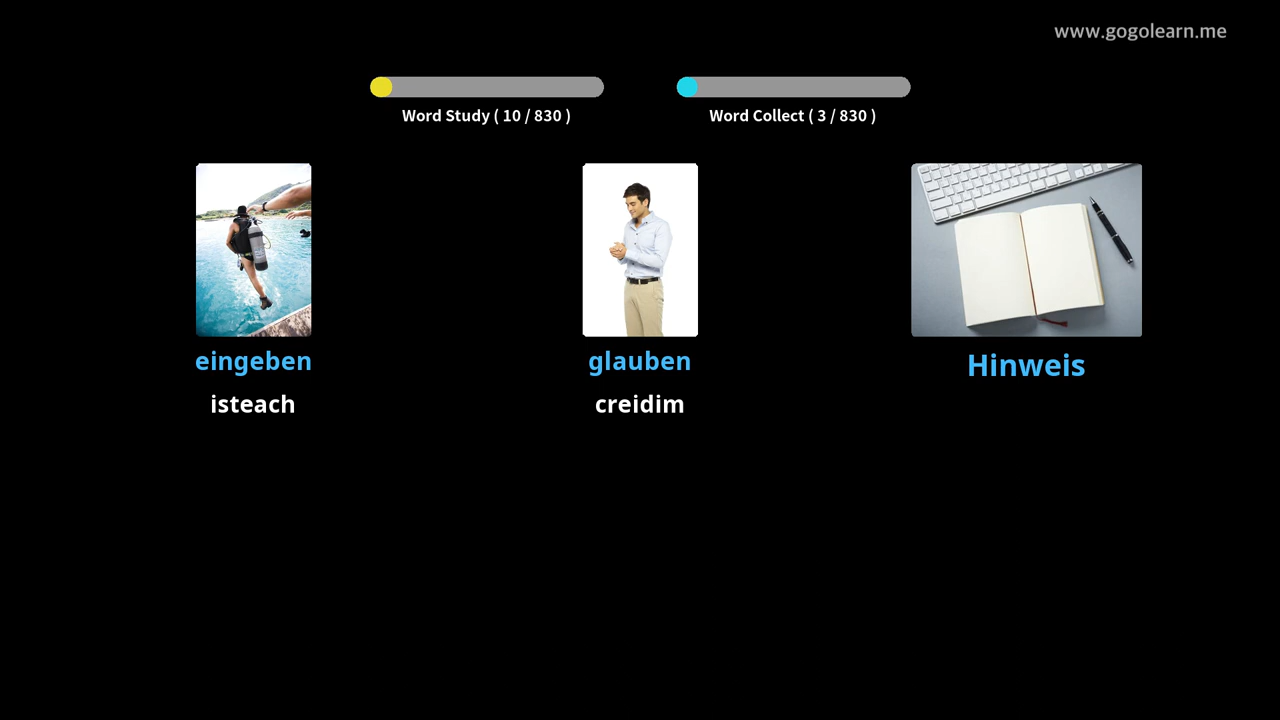 www.gogolearn.me
Word Study ( 10 / 830 )
Word Collect ( 3 / 830 )
eingeben
isteach
glauben
creidim
Hinweis